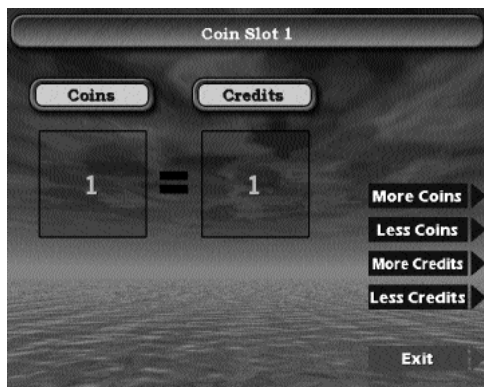 Coin Slot 1
Coins Credits
1 = 1
More Coins
Less Coins
More Credits
Less Credits
Exit